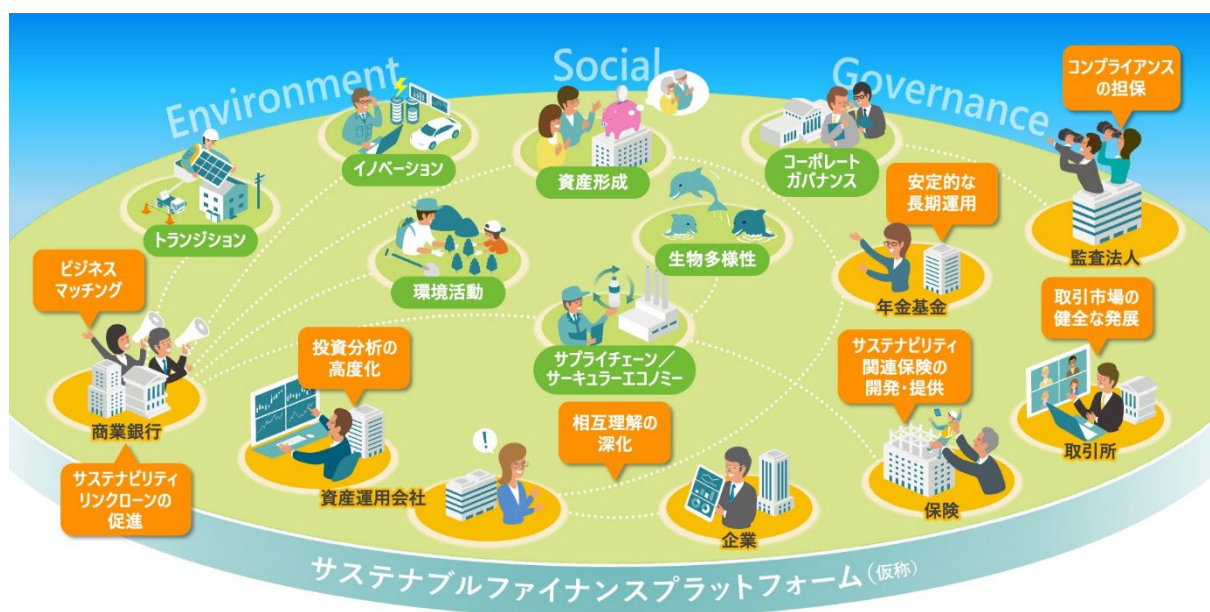 Environment
Social
Governance
コンプライアンス
の担保
イノベーション
資産形成
コーポレート
ガバナンス
トランジション
環境活動
生物多様性
安定的な
長期運用
監査法人
ビジネス
マッチング
年金基金
取引市場の
健全な発展
投資分析の
高度化
サプライチェーン／
サーキュラーエコノミー
サステナビリティ
関連保険の
開発・提供
商業銀行
相互理解の
深化
取引所
サステナビリティ
リンクローンの
促進
資産運用会社
!
企業
保険
サステナブルファイナンスプラットフォーム（仮称）